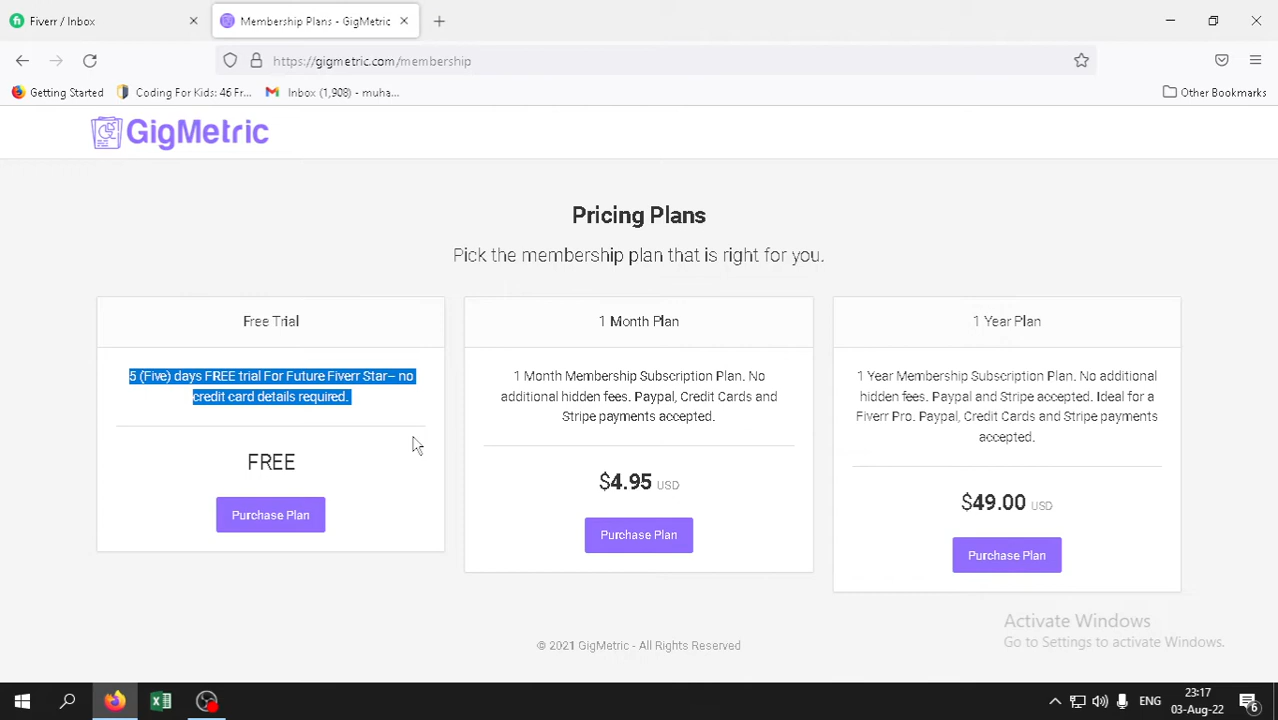 Fiverr / Inbox
Membership Plans - GigMetric
https://gigmetric.com/membership
Getting Started
Coding For Kids: 46 Fr...
Inbox (1,908) - muha...
Other Bookmarks
GigMetric
Pricing Plans
Pick the membership plan that is right for you.
Free Trial
5 (Five) days FREE trial For Future Fiverr Star– no
credit card details required.
FREE
Purchase Plan
1 Month Plan
1 Month Membership Subscription Plan. No
additional hidden fees. Paypal, Credit Cards and
Stripe payments accepted.
$4.95 USD
Purchase Plan
1 Year Plan
1 Year Membership Subscription Plan. No additional
hidden fees. Paypal and Stripe accepted. Ideal for a
Fiverr Pro. Paypal, Credit Cards and Stripe payments
accepted.
$49.00 USD
Purchase Plan
Activate Windows
Go to Settings to activate Windows.
© 2021 GigMetric - All Rights Reserved
ENG
23:17
03-Aug-22
6